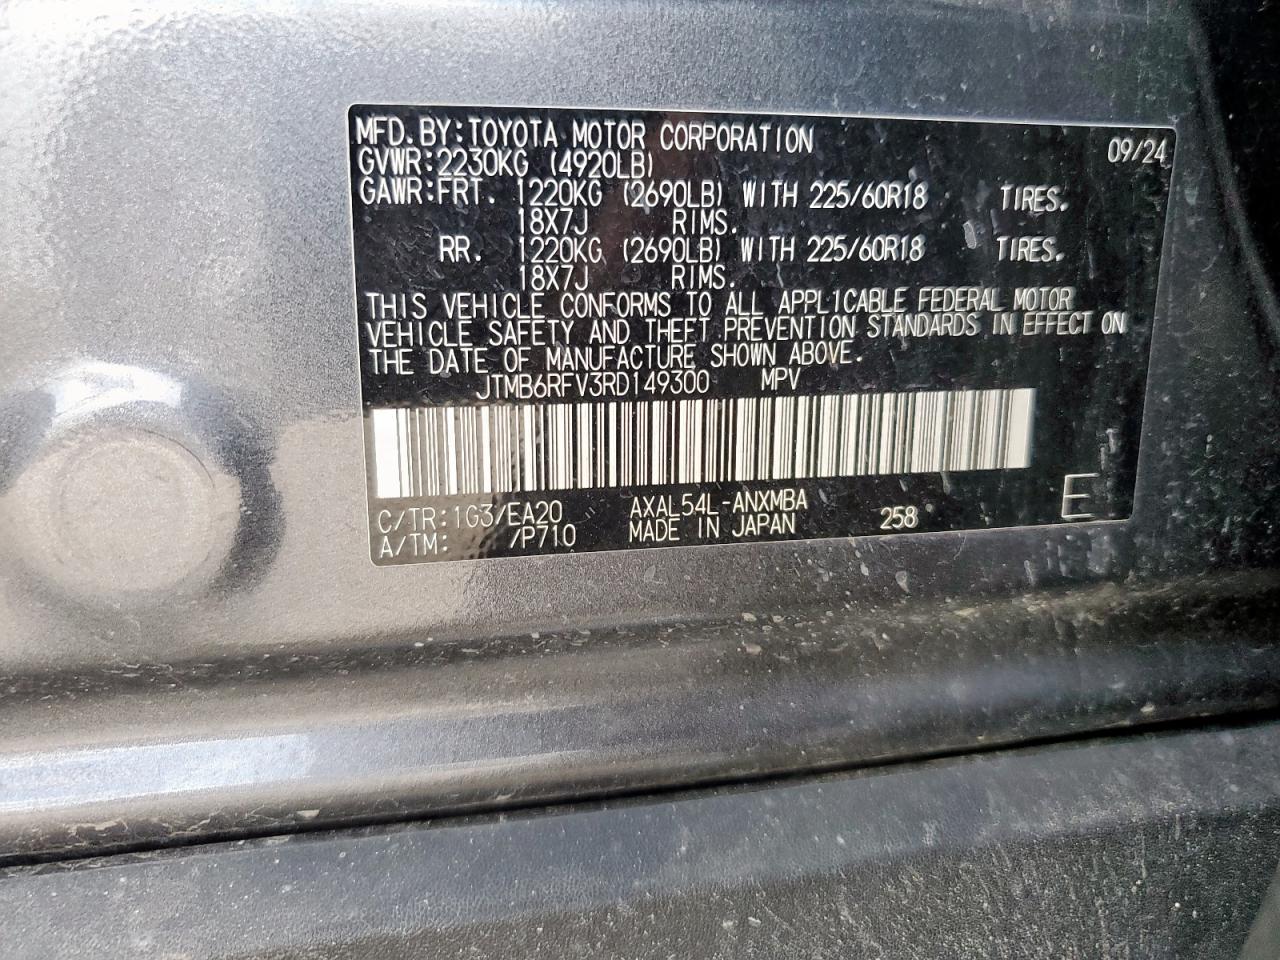 MFD. BY:TOYOTA MOTOR CORPORATION 09/24
GVWR:2230KG (4920LB)
GAWR:FRT. 1220KG (2690LB) WITH 225/60R18 TIRES.
18X7J RIMS.
RR. 1220KG (2690LB) WITH 225/60R18 TIRES.
18X7J RIMS.
THIS VEHICLE CONFORMS TO ALL APPLICABLE FEDERAL MOTOR
VEHICLE SAFETY AND THEFT PREVENTION STANDARDS IN EFFECT ON
THE DATE OF MANUFACTURE SHOWN ABOVE.
JTMB6RFV3RD149300 MPV
C/TR:1G3/EA20 AXAL54L-ANXMBA E
A/TM: /P710 MADE IN JAPAN 258